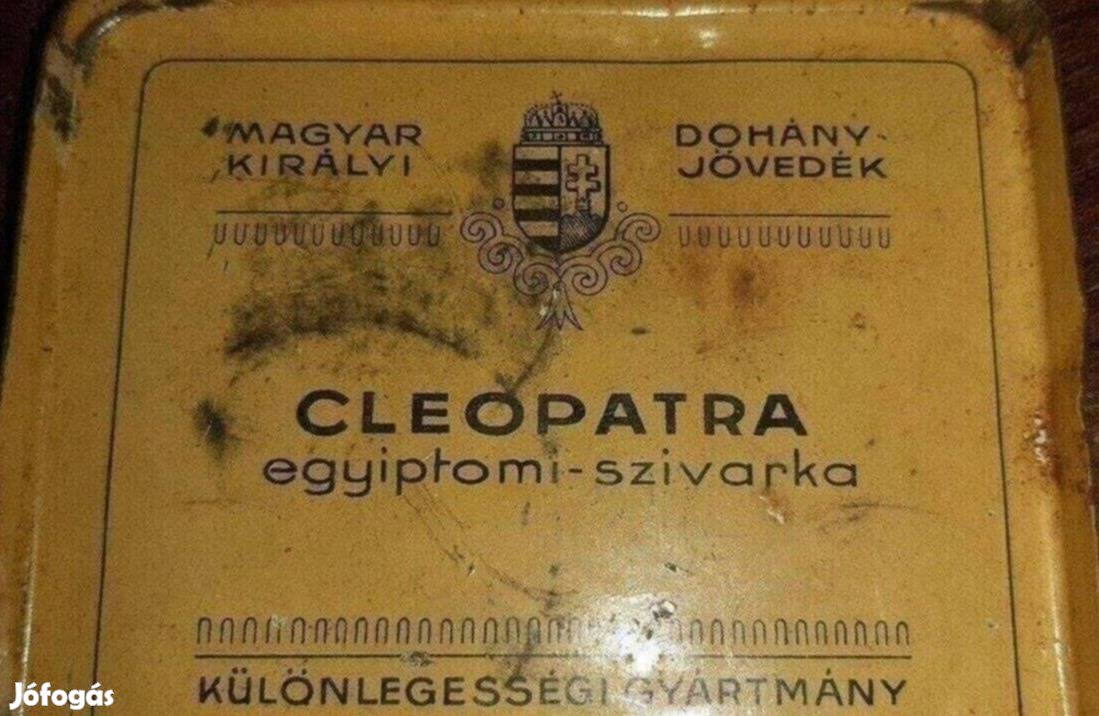 MAGYAR
KIRÁLYI
DOHÁNY-
JÖVEDÉK
CLEOPATRA
egyiptomi-szivarka
KÜLÖNLEGESSÉGI GYÁRTMÁNY
Jófogás